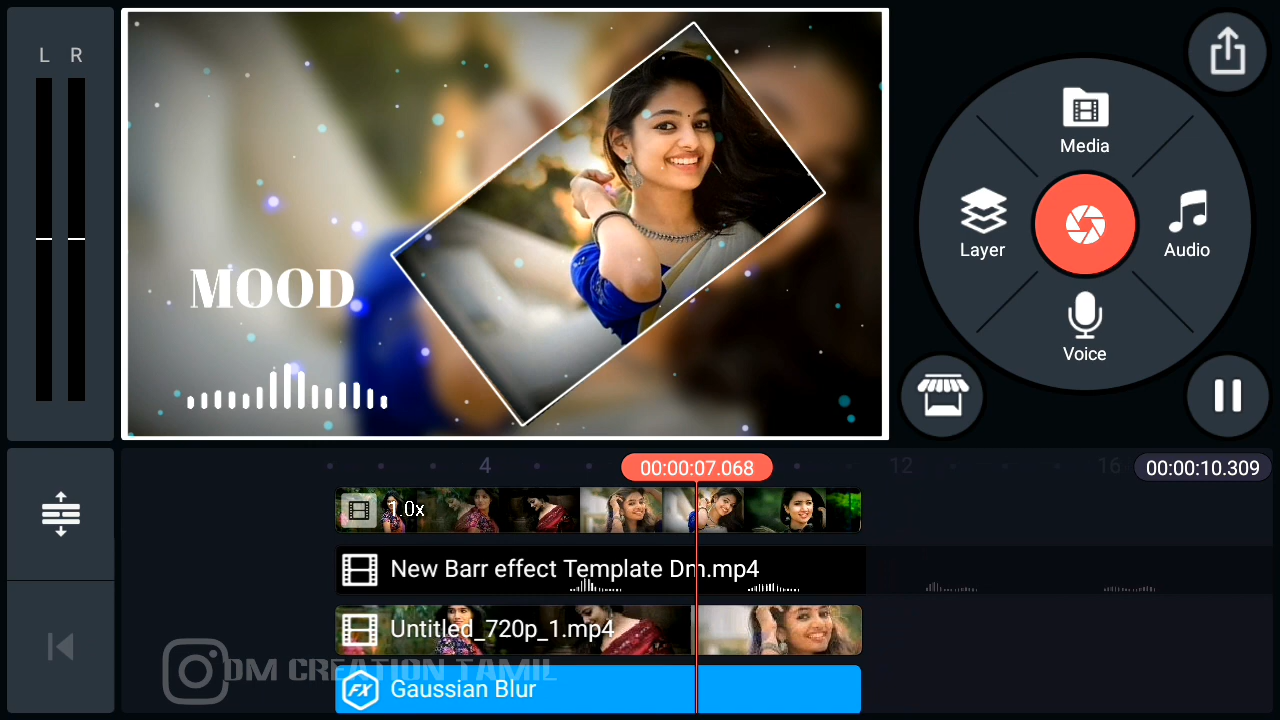 L R
Media
Layer
Audio
MOOD
Voice
4
00:00:07.068
12
16
00:00:10.309
1.0x
New Barr effect Template Dm.mp4
Untitled_720p_1.mp4
DM CREATION TAMIL
FX Gaussian Blur